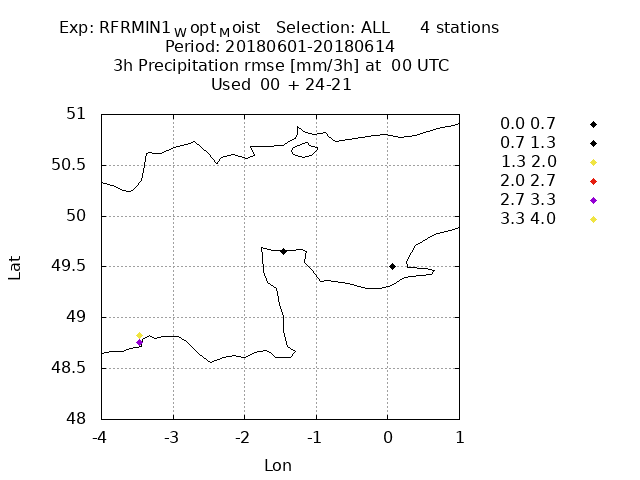 Exp: RFRMIN1WoptMoist Selection: ALL 4 stations
Period: 20180601-20180614
3h Precipitation rmse [mm/3h] at 00 UTC
Used 00 + 24-21
51
50.5
50
49.5
49
48.5
48
-4 -3 -2 -1 0 1
Lat
Lon
0.0 0.7
0.7 1.3
1.3 2.0
2.0 2.7
2.7 3.3
3.3 4.0